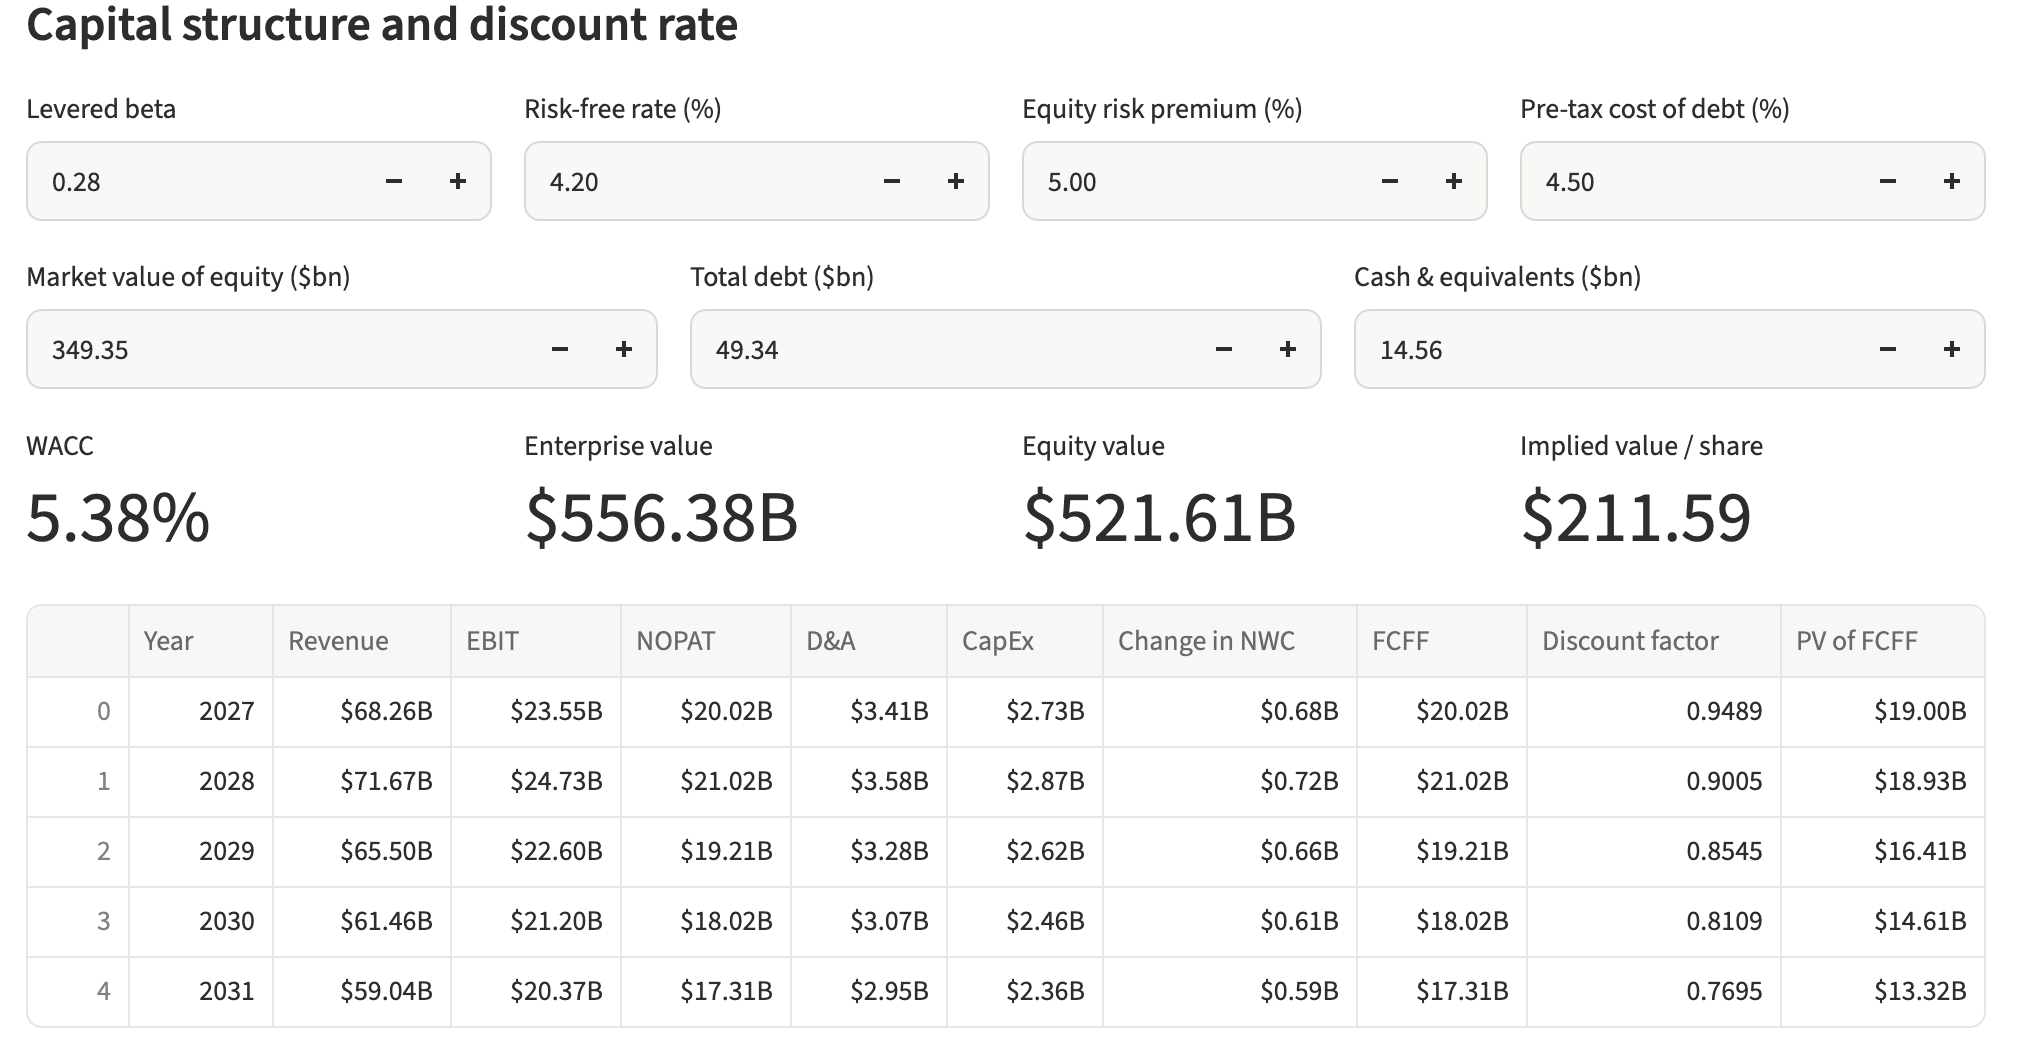 Capital structure and discount rate
Levered beta Risk-free rate (%) Equity risk premium (%) Pre-tax cost of debt (%)
0.28 − + 4.20 − + 5.00 − + 4.50 − +
Market value of equity ($bn) Total debt ($bn) Cash & equivalents ($bn)
349.35 − + 49.34 − + 14.56 − +
WACC Enterprise value Equity value Implied value / share
5.38% $556.38B $521.61B $211.59
Year Revenue EBIT NOPAT D&A CapEx Change in NWC FCFF Discount factor PV of FCFF
0 2027 $68.26B $23.55B $20.02B $3.41B $2.73B $0.68B $20.02B 0.9489 $19.00B
1 2028 $71.67B $24.73B $21.02B $3.58B $2.87B $0.72B $21.02B 0.9005 $18.93B
2 2029 $65.50B $22.60B $19.21B $3.28B $2.62B $0.66B $19.21B 0.8545 $16.41B
3 2030 $61.46B $21.20B $18.02B $3.07B $2.46B $0.61B $18.02B 0.8109 $14.61B
4 2031 $59.04B $20.37B $17.31B $2.95B $2.36B $0.59B $17.31B 0.7695 $13.32B